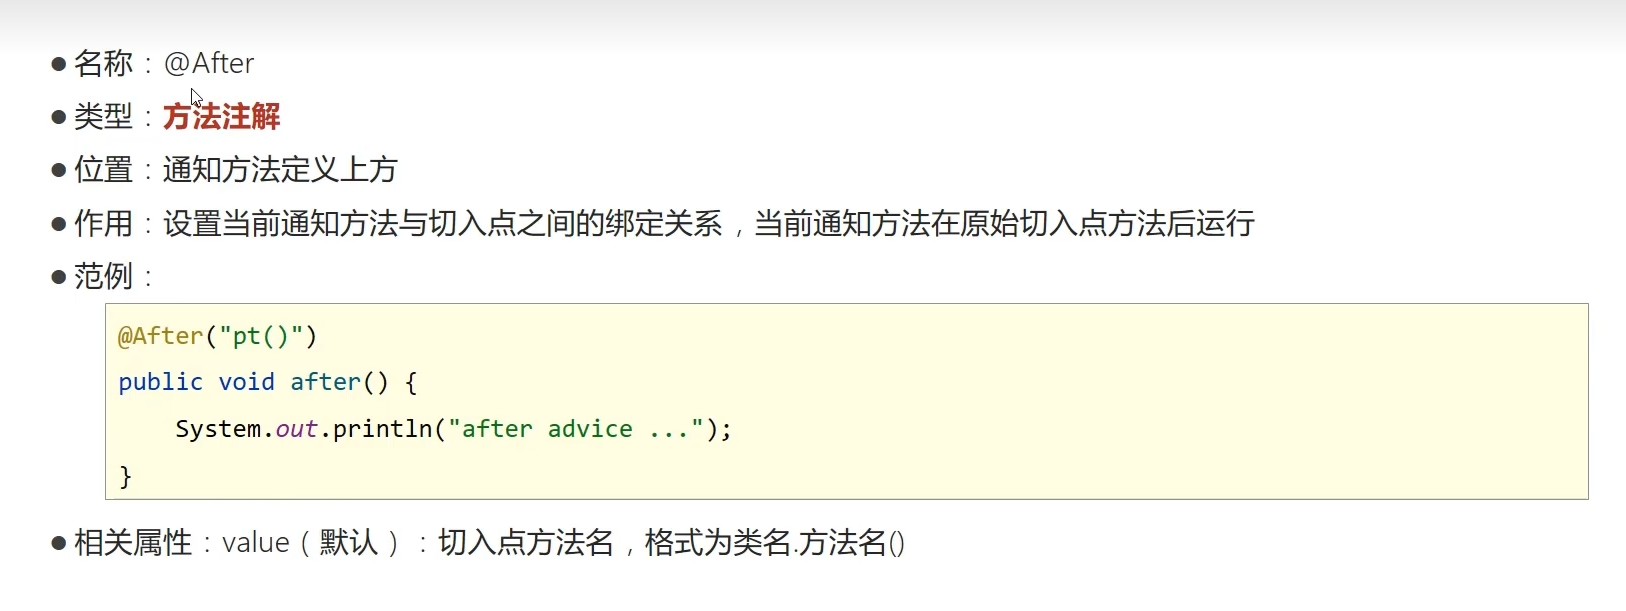 ● 名称：@After
● 类型：方法注解
● 位置：通知方法定义上方
● 作用：设置当前通知方法与切入点之间的绑定关系，当前通知方法在原始切入点方法后运行
● 范例：
@After("pt()")
public void after() {
    System.out.println("after advice ...");
}
● 相关属性：value（默认）：切入点方法名，格式为类名.方法名()